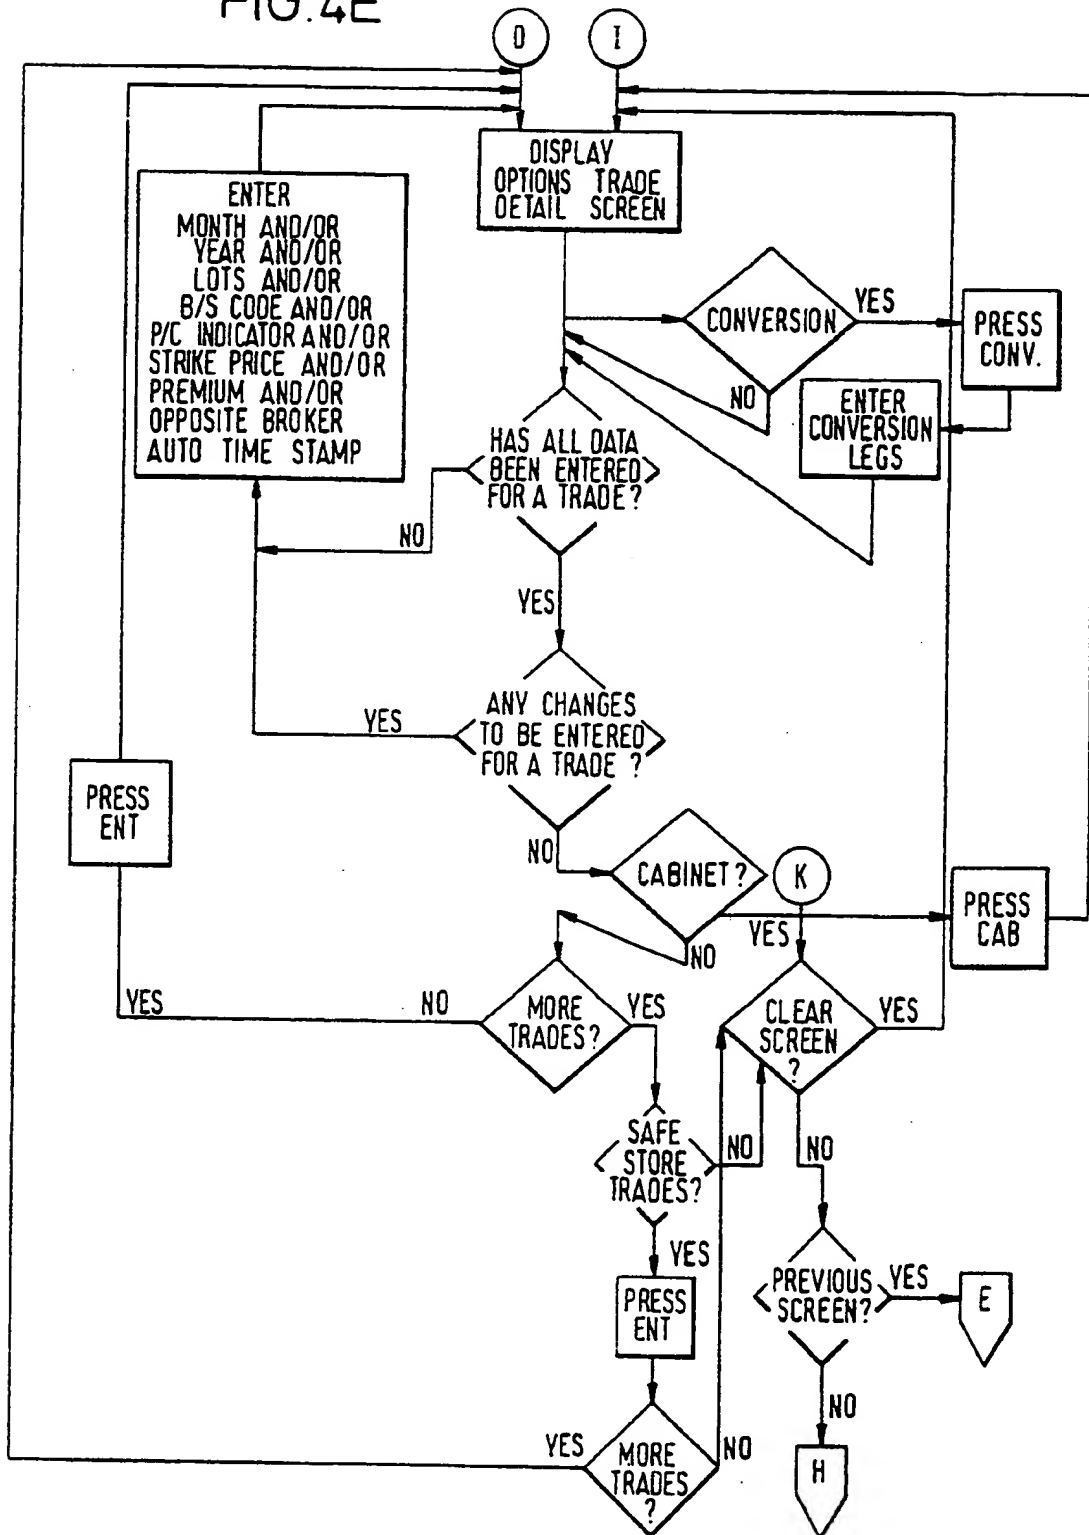 FIG.4E
D
I
DISPLAY
OPTIONS TRADE
DETAIL SCREEN
ENTER
MONTH AND/OR
YEAR AND/OR
LOTS AND/OR
B/S CODE AND/OR
P/C INDICATOR AND/OR
STRIKE PRICE AND/OR
PREMIUM AND/OR
OPPOSITE BROKER
AUTO TIME STAMP
CONVERSION
YES
PRESS
CONV.
NO
ENTER
CONVERSION
LEGS
HAS ALL DATA
BEEN ENTERED
FOR A TRADE?
NO
YES
ANY CHANGES
TO BE ENTERED
FOR A TRADE ?
YES
PRESS
ENT
NO
CABINET?
K
PRESS
CAB
YES
NO
YES
NO
MORE
TRADES?
YES
CLEAR
SCREEN
?
YES
SAFE
STORE
TRADES?
NO
NO
YES
PRESS
ENT
PREVIOUS
SCREEN?
YES
E
NO
YES
MORE
TRADES
?
NO
H